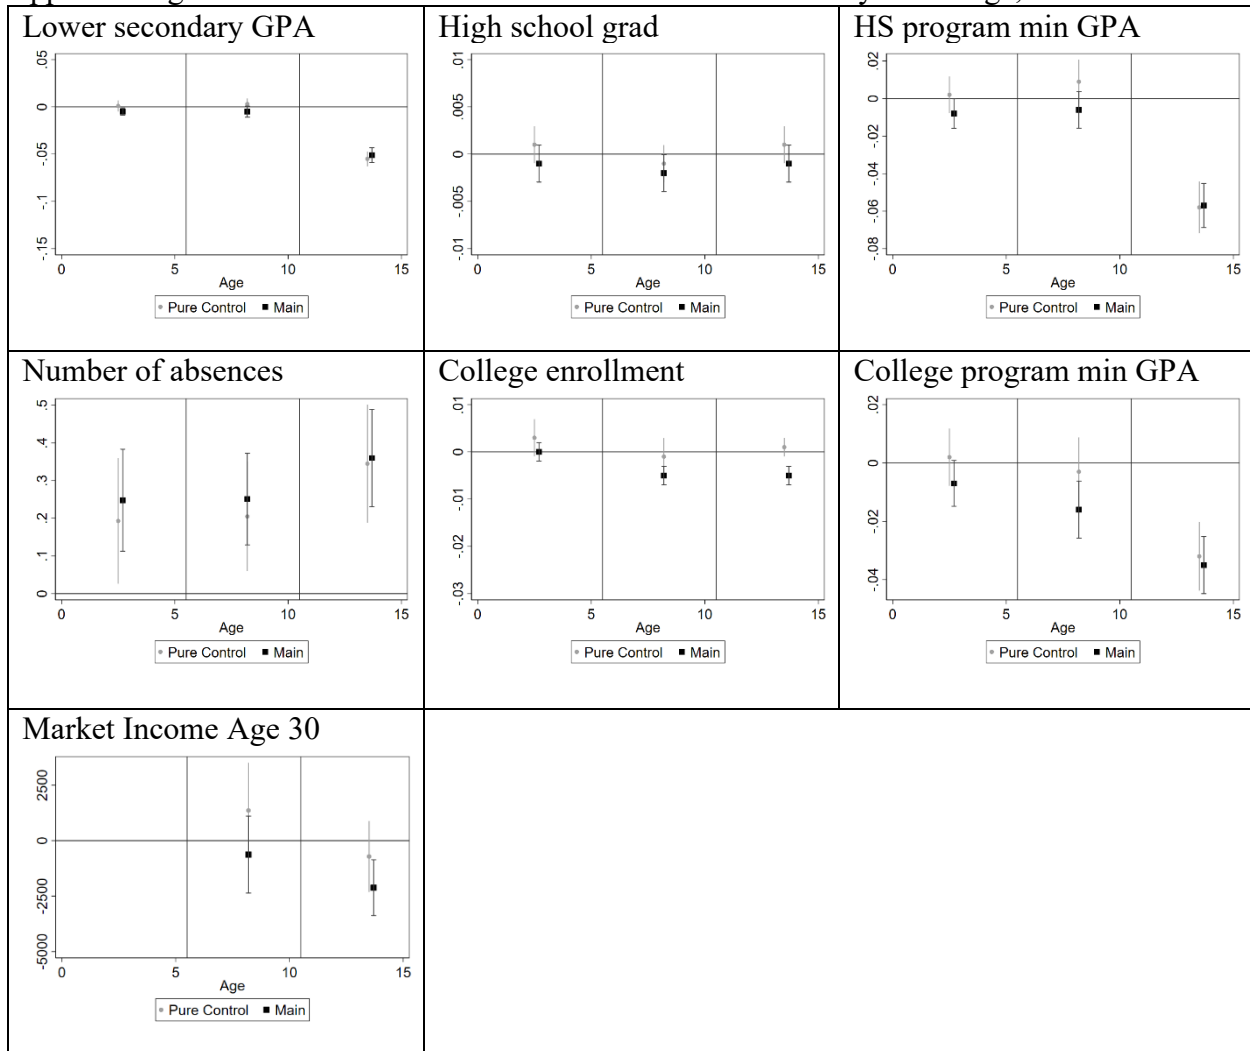 Lower secondary GPA
.05
0
-.05
-.1
-.15
0 5 10 15
Age
Pure Control Main
High school grad
.01
.005
0
-.005
-.01
0 5 10 15
Age
Pure Control Main
HS program min GPA
.02
0
-.02
-.04
-.06
-.08
0 5 10 15
Age
Pure Control Main
Number of absences
.5
.4
.3
.2
.1
0
0 5 10 15
Age
Pure Control Main
College enrollment
.01
0
-.01
-.02
-.03
0 5 10 15
Age
Pure Control Main
College program min GPA
.02
0
-.02
-.04
0 5 10 15
Age
Pure Control Main
Market Income Age 30
2500
0
-2500
-5000
0 5 10 15
Age
Pure Control Main